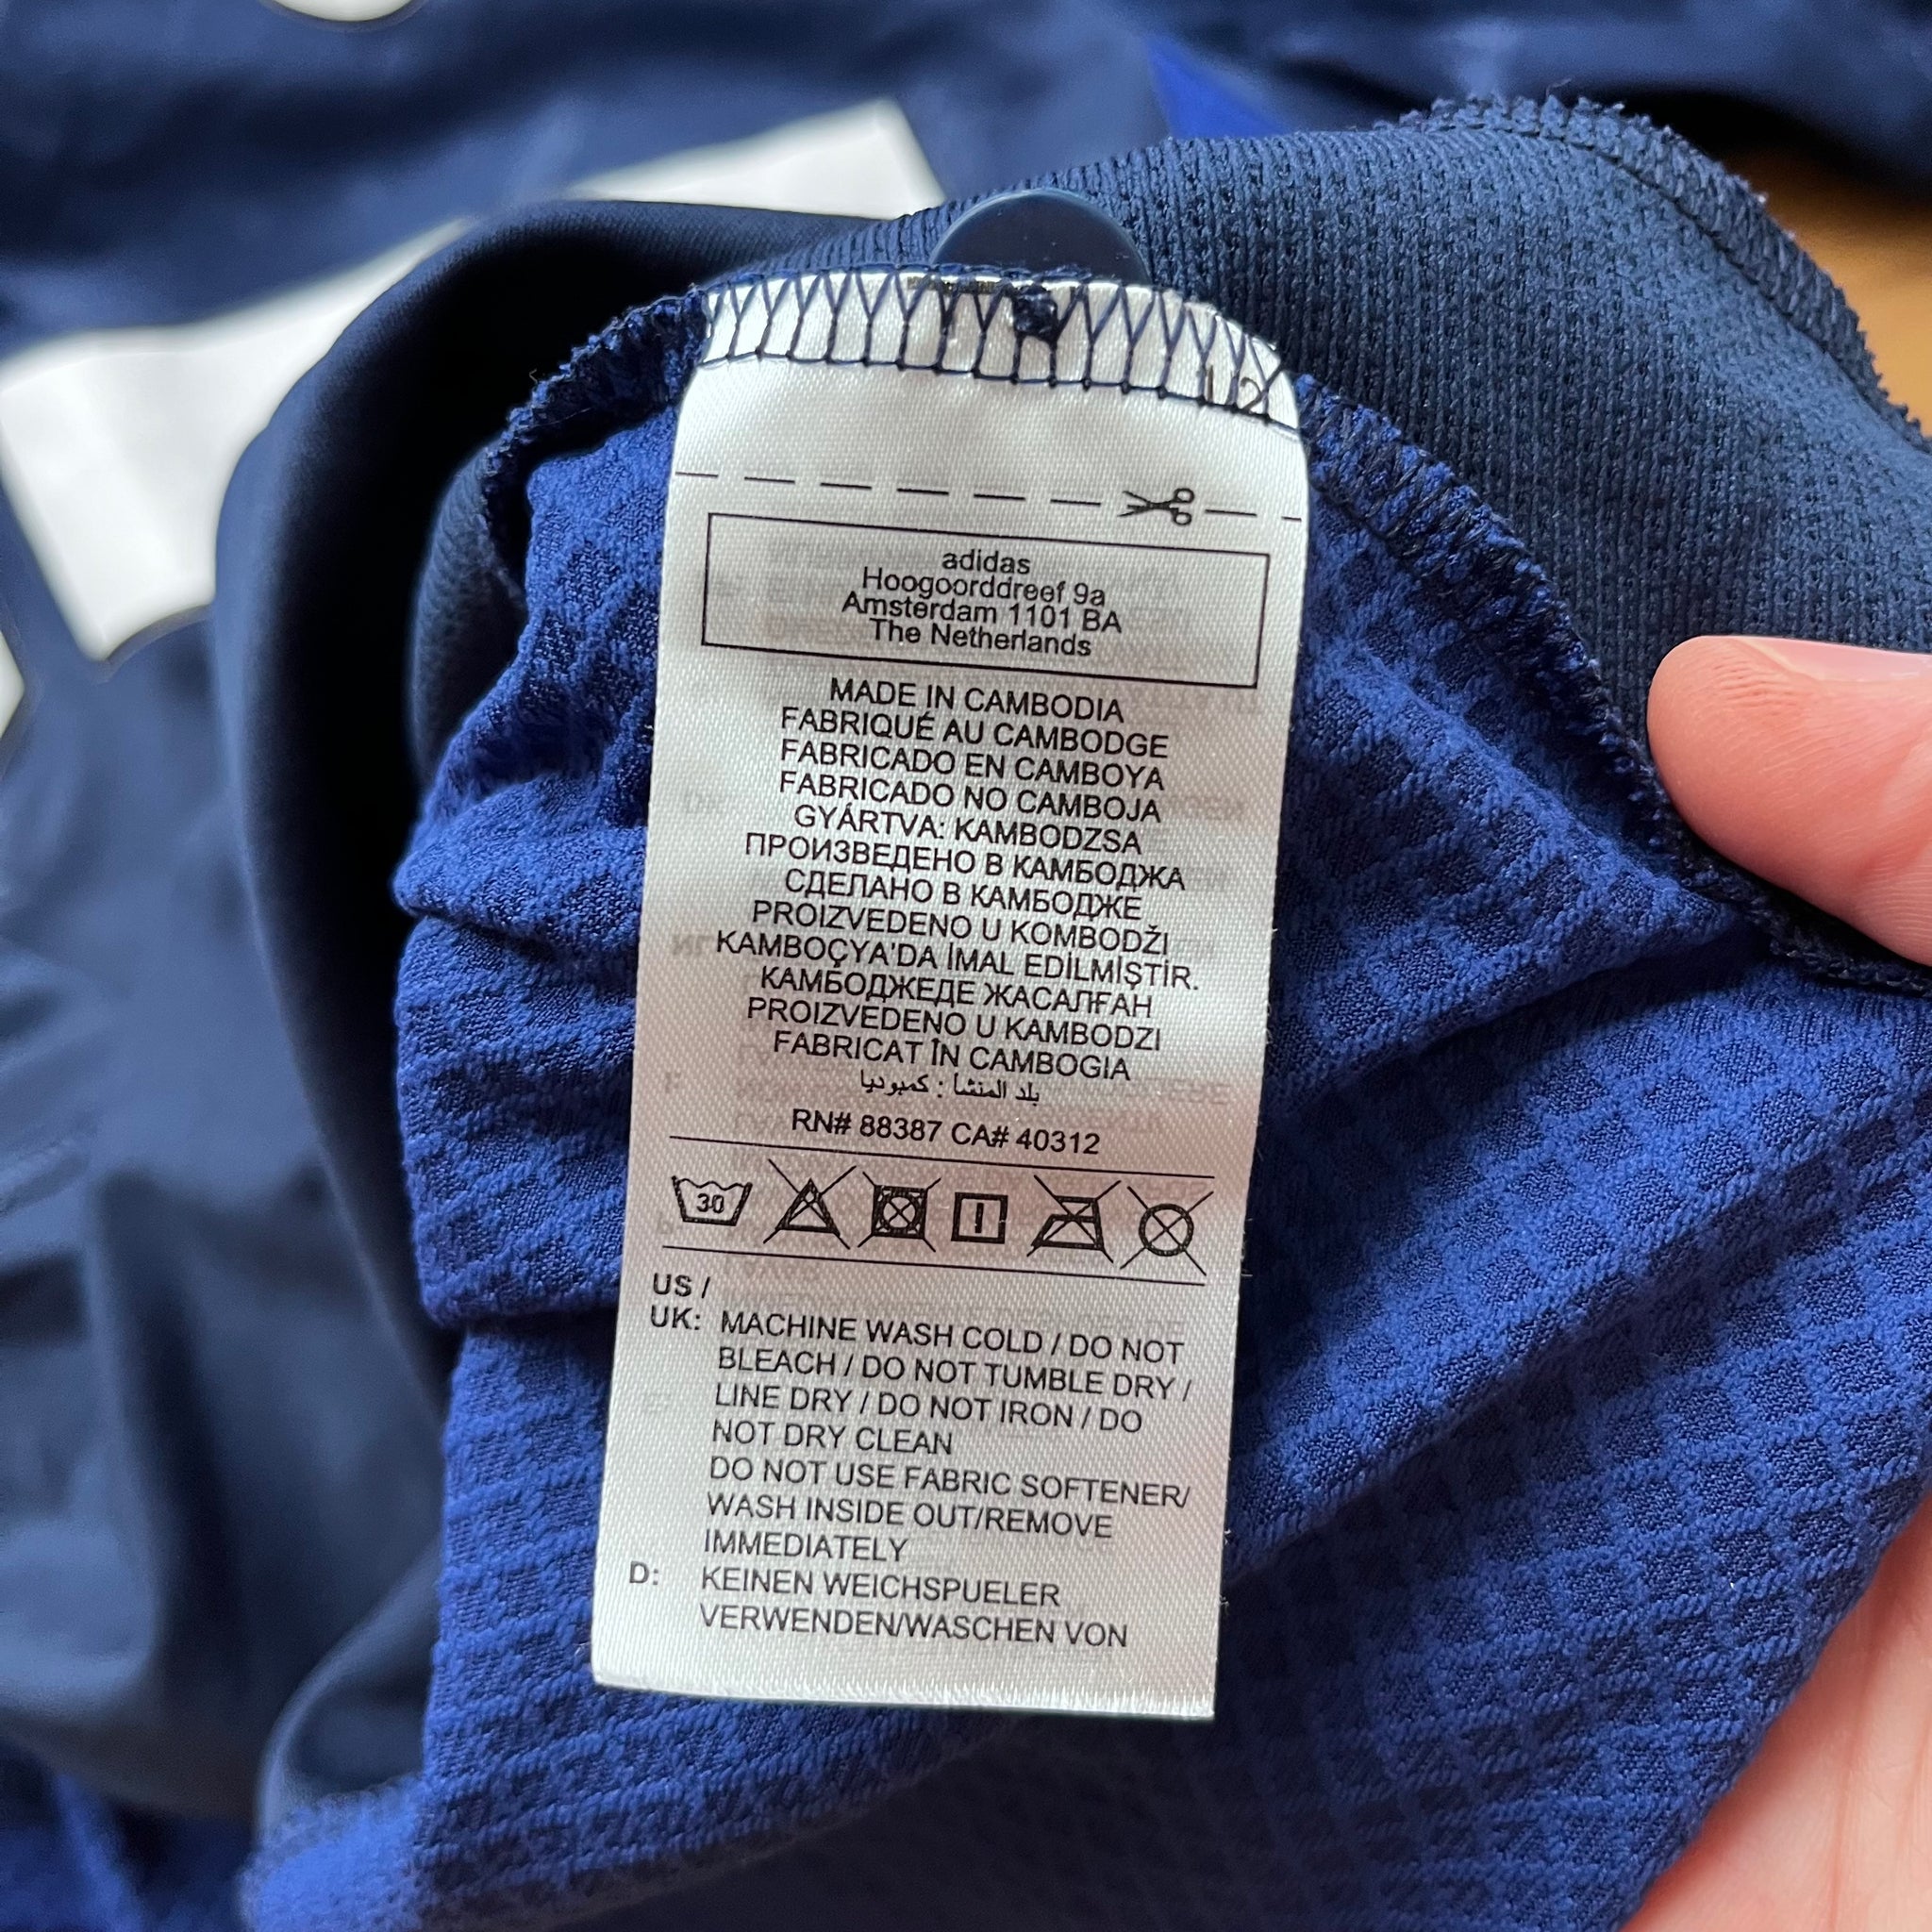 12
adidas
Hoogoorddreef 9a
Amsterdam 1101 BA
The Netherlands
MADE IN CAMBODIA
FABRIQUÉ AU CAMBODGE
FABRICADO EN CAMBOYA
FABRICADO NO CAMBOJA
GYÁRTVA: KAMBODZSA
ПРОИЗВЕДЕНО В КАМБОДЖА
СДЕЛАНО В КАМБОДЖЕ
PROIZVEDENO U KOMBODŽI
KAMBOÇYA'DA İMAL EDİLMİŞTİR.
КАМБОДЖЕДЕ ЖАСАЛҒАН
PROIZVEDENO U KAMBODZI
FABRICAT ÎN CAMBOGIA
بلد المنشأ : كمبوديا
RN# 88387 CA# 40312
30
US /
UK: MACHINE WASH COLD / DO NOT
BLEACH / DO NOT TUMBLE DRY /
LINE DRY / DO NOT IRON / DO
NOT DRY CLEAN
DO NOT USE FABRIC SOFTENER/
WASH INSIDE OUT/REMOVE
IMMEDIATELY
D: KEINEN WEICHSPUELER
VERWENDEN/WASCHEN VON